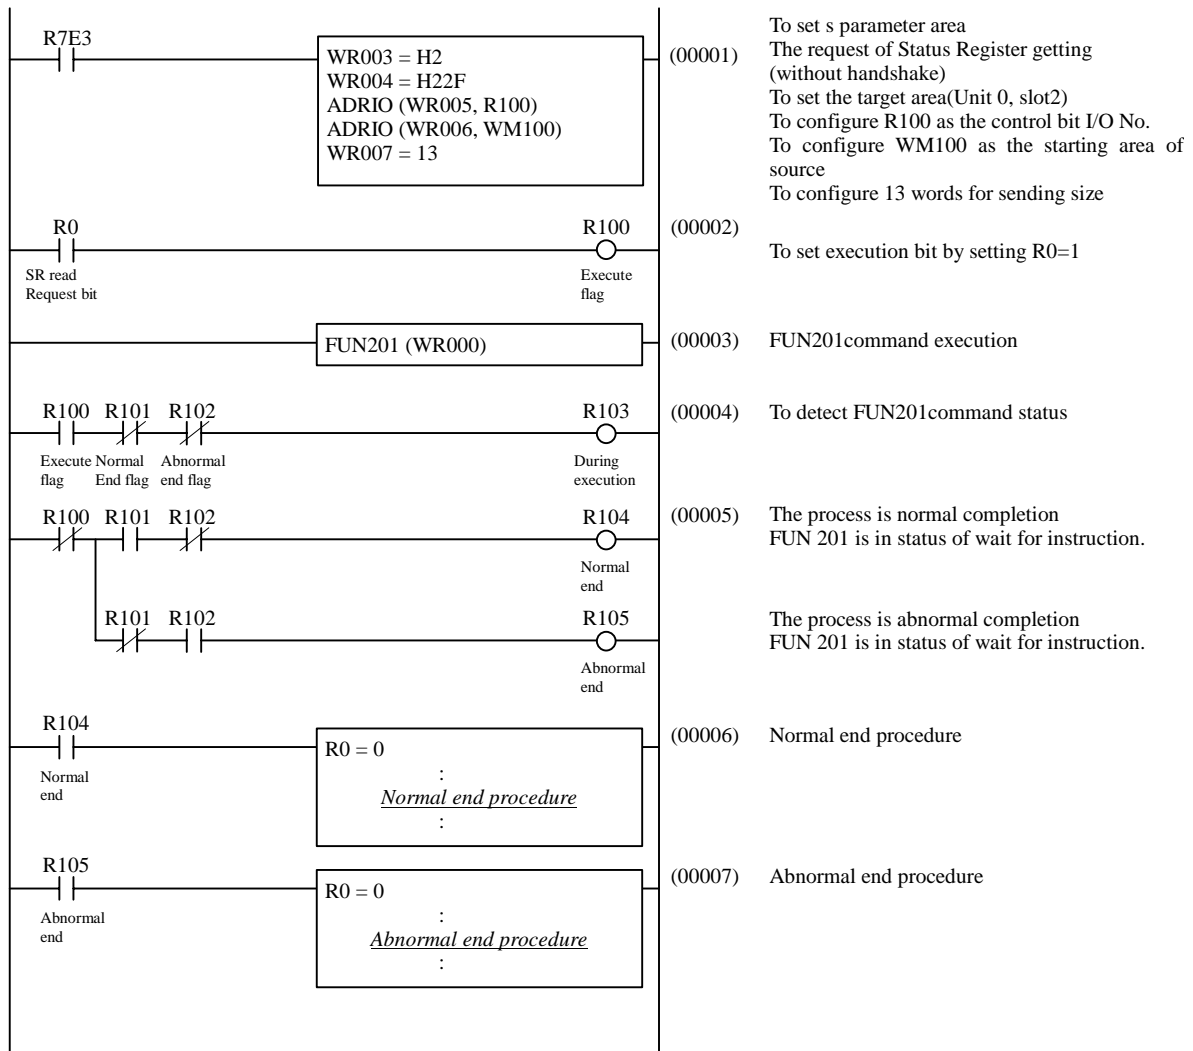 R7E3
WR003 = H2
WR004 = H22F
ADRIO (WR005, R100)
ADRIO (WR006, WM100)
WR007 = 13
(00001)
To set s parameter area
The request of Status Register getting
(without handshake)
To set the target area(Unit 0, slot2)
To configure R100 as the control bit I/O No.
To configure WM100 as the starting area of
source
To configure 13 words for sending size
R0
R100
(00002)
To set execution bit by setting R0=1
SR read
Request bit
Execute
flag
FUN201 (WR000)
(00003)
FUN201command execution
R100 R101 R102
R103
(00004)
To detect FUN201command status
Execute Normal Abnormal
flag End flag end flag
During
execution
R100 R101 R102
R104
(00005)
The process is normal completion
FUN 201 is in status of wait for instruction.
Normal
end
R101 R102
R105
The process is abnormal completion
FUN 201 is in status of wait for instruction.
Abnormal
end
R104
Normal
end
R0 = 0
:
Normal end procedure
:
(00006)
Normal end procedure
R105
Abnormal
end
R0 = 0
:
Abnormal end procedure
:
(00007)
Abnormal end procedure